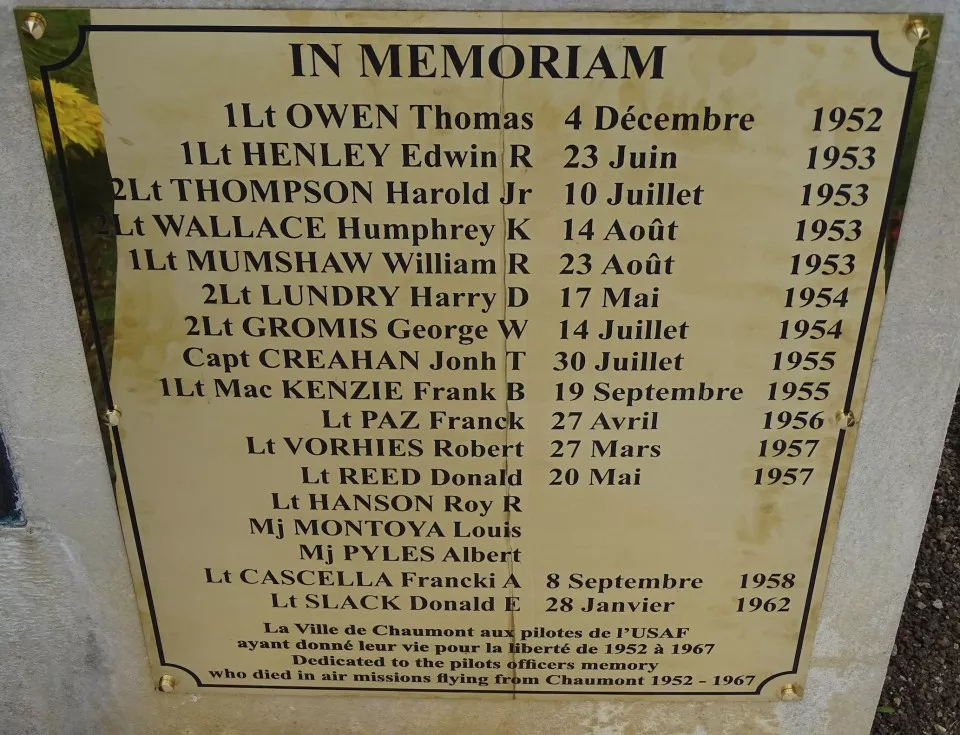 IN MEMORIAM
1Lt OWEN Thomas 4 Décembre 1952
1Lt HENLEY Edwin R 23 Juin 1953
2Lt THOMPSON Harold Jr 10 Juillet 1953
2Lt WALLACE Humphrey K 14 Août 1953
1Lt MUMSHAW William R 23 Août 1953
2Lt LUNDRY Harry D 17 Mai 1954
2Lt GROMIS George W 14 Juillet 1954
Capt CREAHAN Jonh T 30 Juillet 1955
1Lt Mac KENZIE Frank B 19 Septembre 1955
Lt PAZ Franck 27 Avril 1956
Lt VORHIES Robert 27 Mars 1957
Lt REED Donald 20 Mai 1957
Lt HANSON Roy R
Mj MONTOYA Louis
Mj PYLES Albert
Lt CASCELLA Francki A 8 Septembre 1958
Lt SLACK Donald E 28 Janvier 1962
La Ville de Chaumont aux pilotes de l'USAF
ayant donné leur vie pour la liberté de 1952 à 1967
Dedicated to the pilots officers memory
who died in air missions flying from Chaumont 1952 - 1967